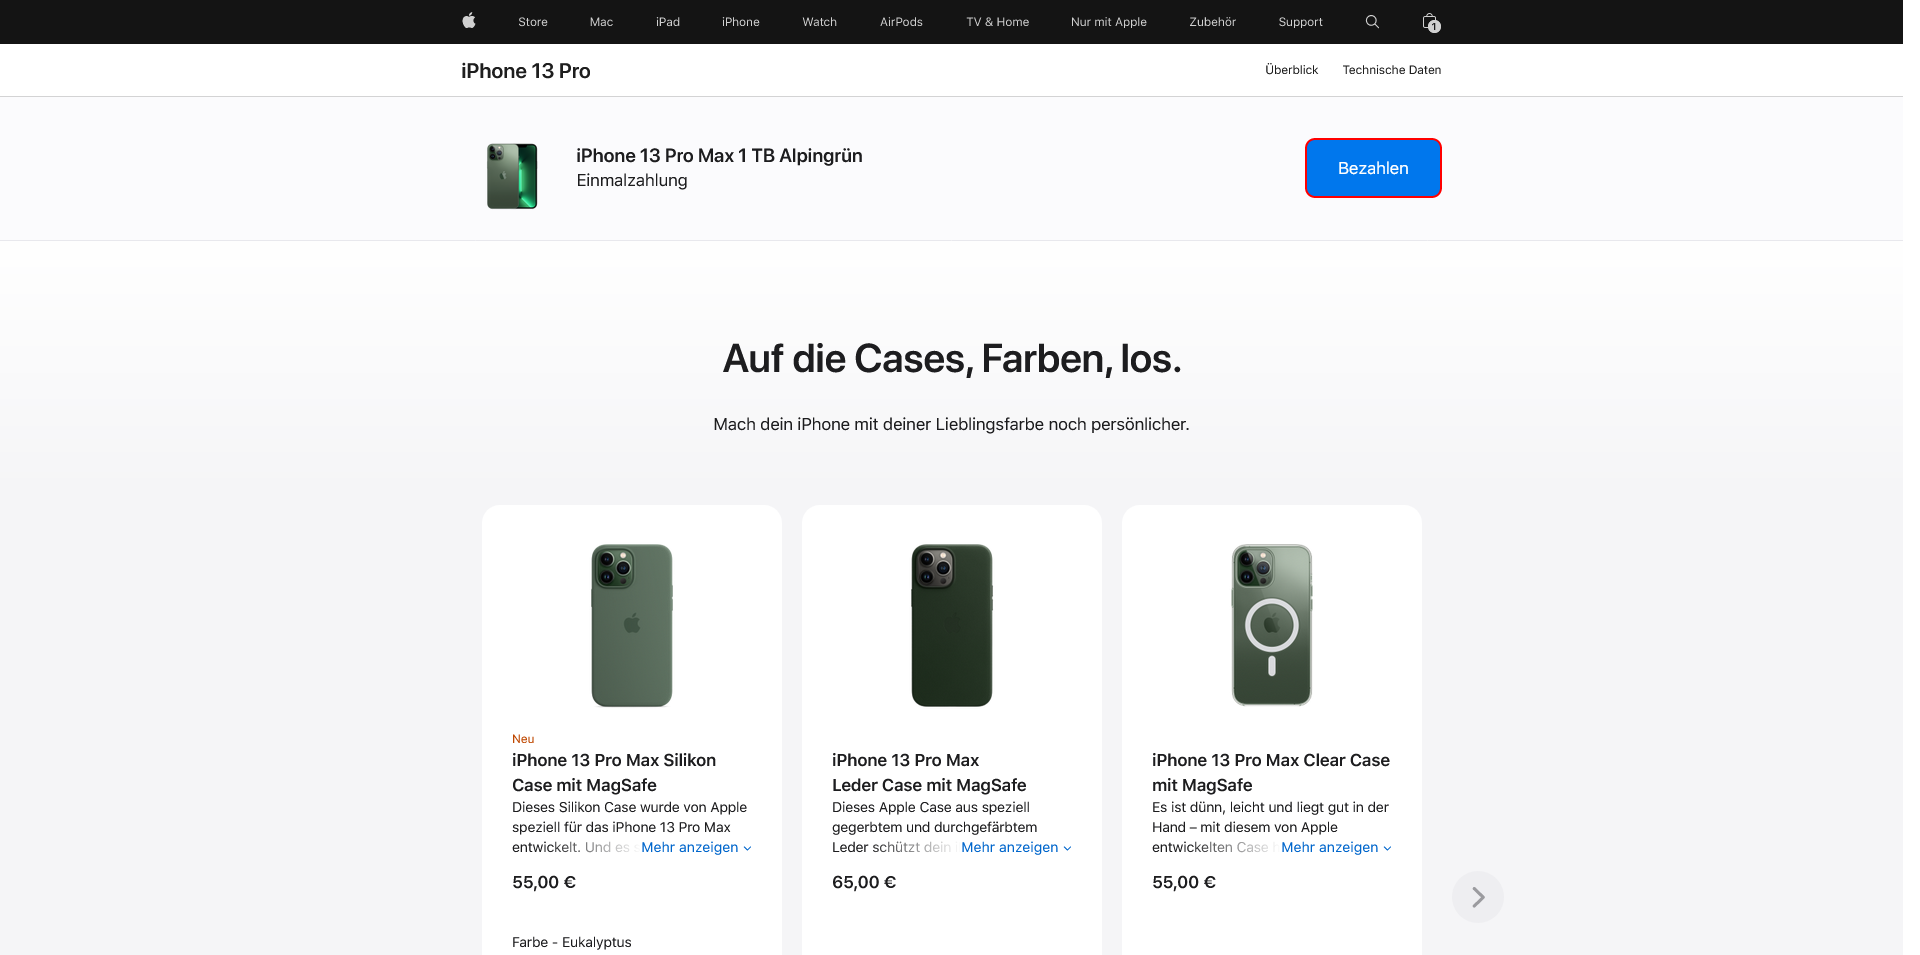 Store Mac iPad iPhone Watch AirPods TV & Home Nur mit Apple Zubehör Support 1
iPhone 13 Pro Überblick Technische Daten
iPhone 13 Pro Max 1 TB Alpingrün
Einmalzahlung
Bezahlen
Auf die Cases, Farben, los.
Mach dein iPhone mit deiner Lieblingsfarbe noch persönlicher.
Neu
iPhone 13 Pro Max Silikon
Case mit MagSafe
Dieses Silikon Case wurde von Apple
speziell für das iPhone 13 Pro Max
entwickelt. Und es Mehr anzeigen
55,00 €
Farbe - Eukalyptus
iPhone 13 Pro Max
Leder Case mit MagSafe
Dieses Apple Case aus speziell
gegerbtem und durchgefärbtem
Leder schützt dein Mehr anzeigen
65,00 €
iPhone 13 Pro Max Clear Case
mit MagSafe
Es ist dünn, leicht und liegt gut in der
Hand – mit diesem von Apple
entwickelten Case Mehr anzeigen
55,00 €